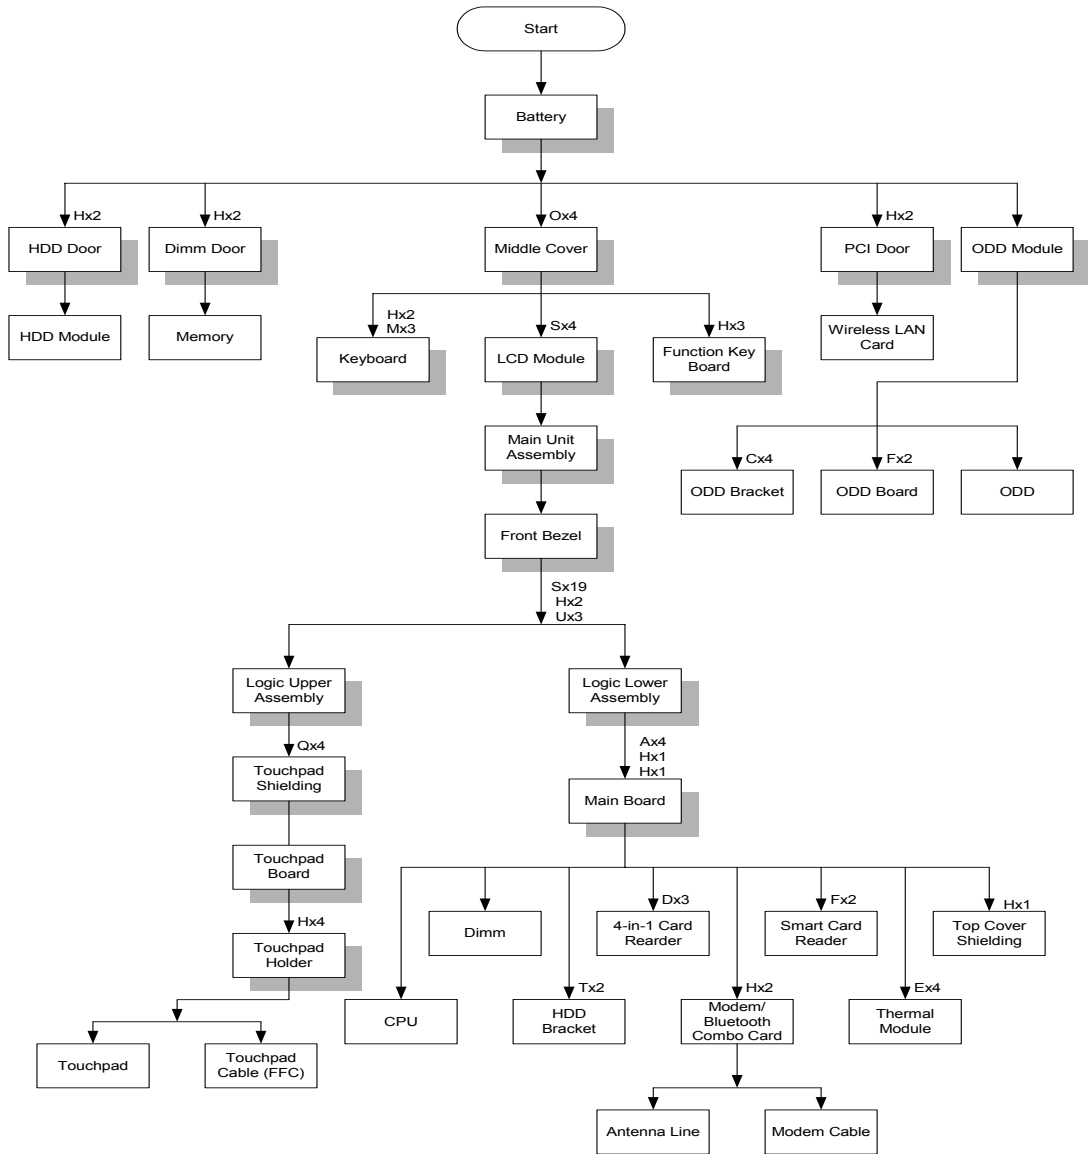 Start
Battery
Hx2
Hx2
Ox4
Hx2
HDD Door
Dimm Door
Middle Cover
PCI Door
ODD Module
HDD Module
Memory
Hx2
Mx3
Sx4
Hx3
Wireless LAN
Card
Keyboard
LCD Module
Function Key
Board
Main Unit
Assembly
Cx4
Fx2
ODD Bracket
ODD Board
ODD
Front Bezel
Sx19
Hx2
Ux3
Logic Upper
Assembly
Logic Lower
Assembly
Qx4
Ax4
Hx1
Hx1
Touchpad
Shielding
Main Board
Touchpad
Board
Hx4
Dx3
Fx2
Hx1
Touchpad
Holder
Dimm
4-in-1 Card
Rearder
Smart Card
Reader
Top Cover
Shielding
Tx2
Hx2
Ex4
CPU
HDD
Bracket
Modem/
Bluetooth
Combo Card
Thermal
Module
Touchpad
Touchpad
Cable (FFC)
Antenna Line
Modem Cable